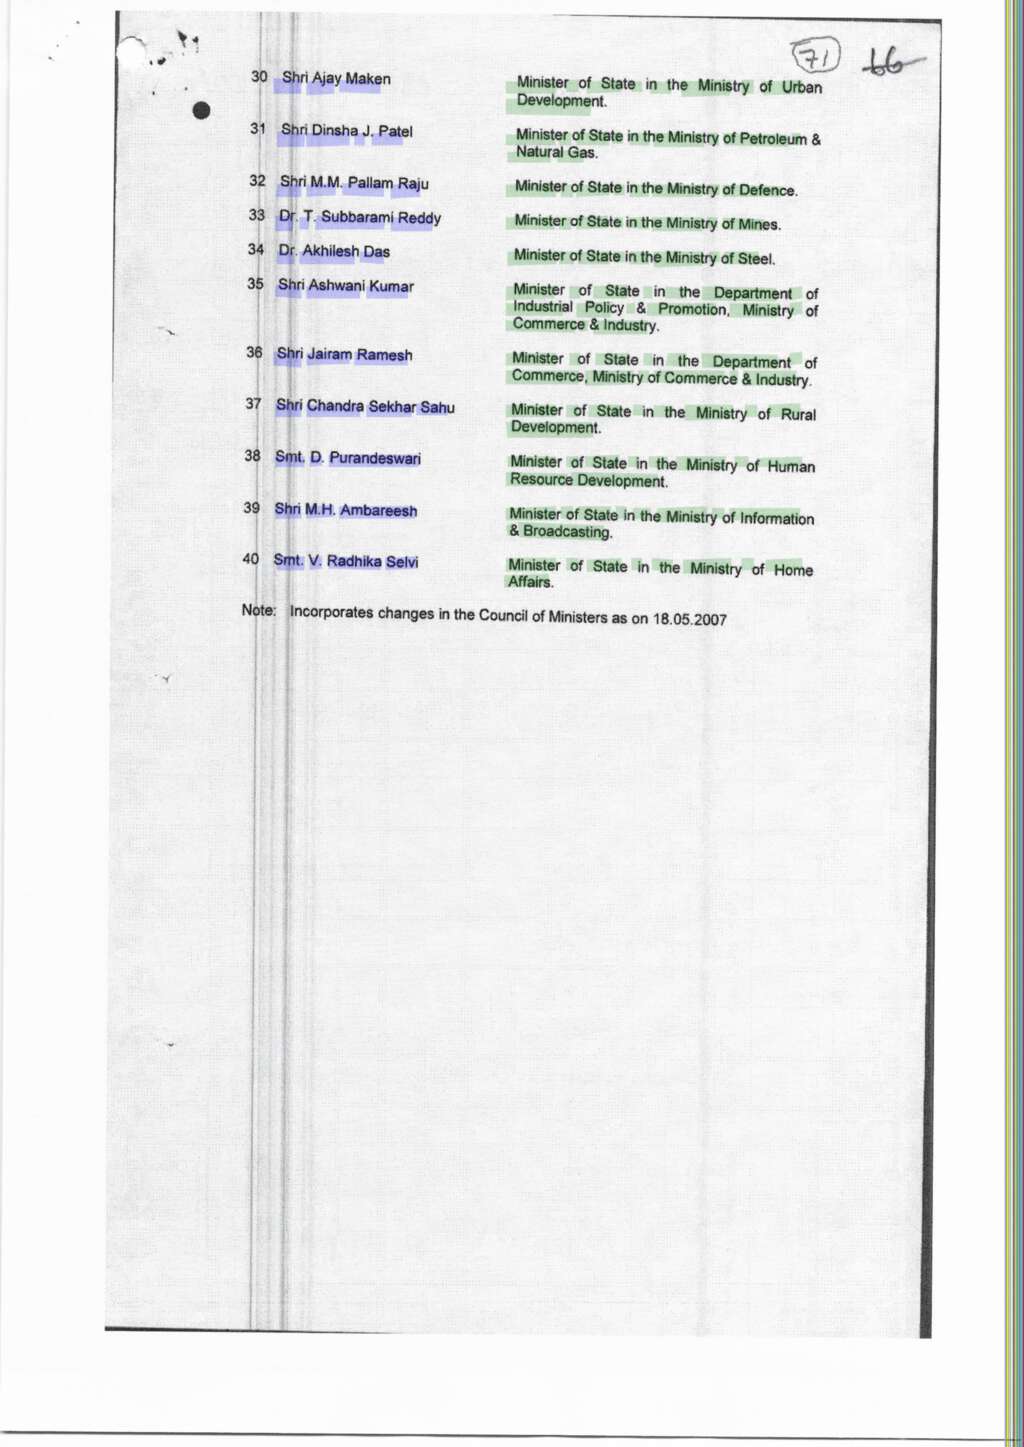 71 66
30 Shri Ajay Maken Minister of State in the Ministry of Urban
Development.
31 Shri Dinsha J. Patel Minister of State in the Ministry of Petroleum &
Natural Gas.
32 Shri M.M. Pallam Raju Minister of State in the Ministry of Defence.
33 Dr. T. Subbarami Reddy Minister of State in the Ministry of Mines.
34 Dr. Akhilesh Das Minister of State in the Ministry of Steel.
35 Shri Ashwani Kumar Minister of State in the Department of
Industrial Policy & Promotion, Ministry of
Commerce & Industry.
36 Shri Jairam Ramesh Minister of State in the Department of
Commerce, Ministry of Commerce & Industry.
37 Shri Chandra Sekhar Sahu Minister of State in the Ministry of Rural
Development.
38 Smt. D. Purandeswari Minister of State in the Ministry of Human
Resource Development.
39 Shri M.H. Ambareesh Minister of State in the Ministry of Information
& Broadcasting.
40 Smt. V. Radhika Selvi Minister of State in the Ministry of Home
Affairs.
Note: Incorporates changes in the Council of Ministers as on 18.05.2007